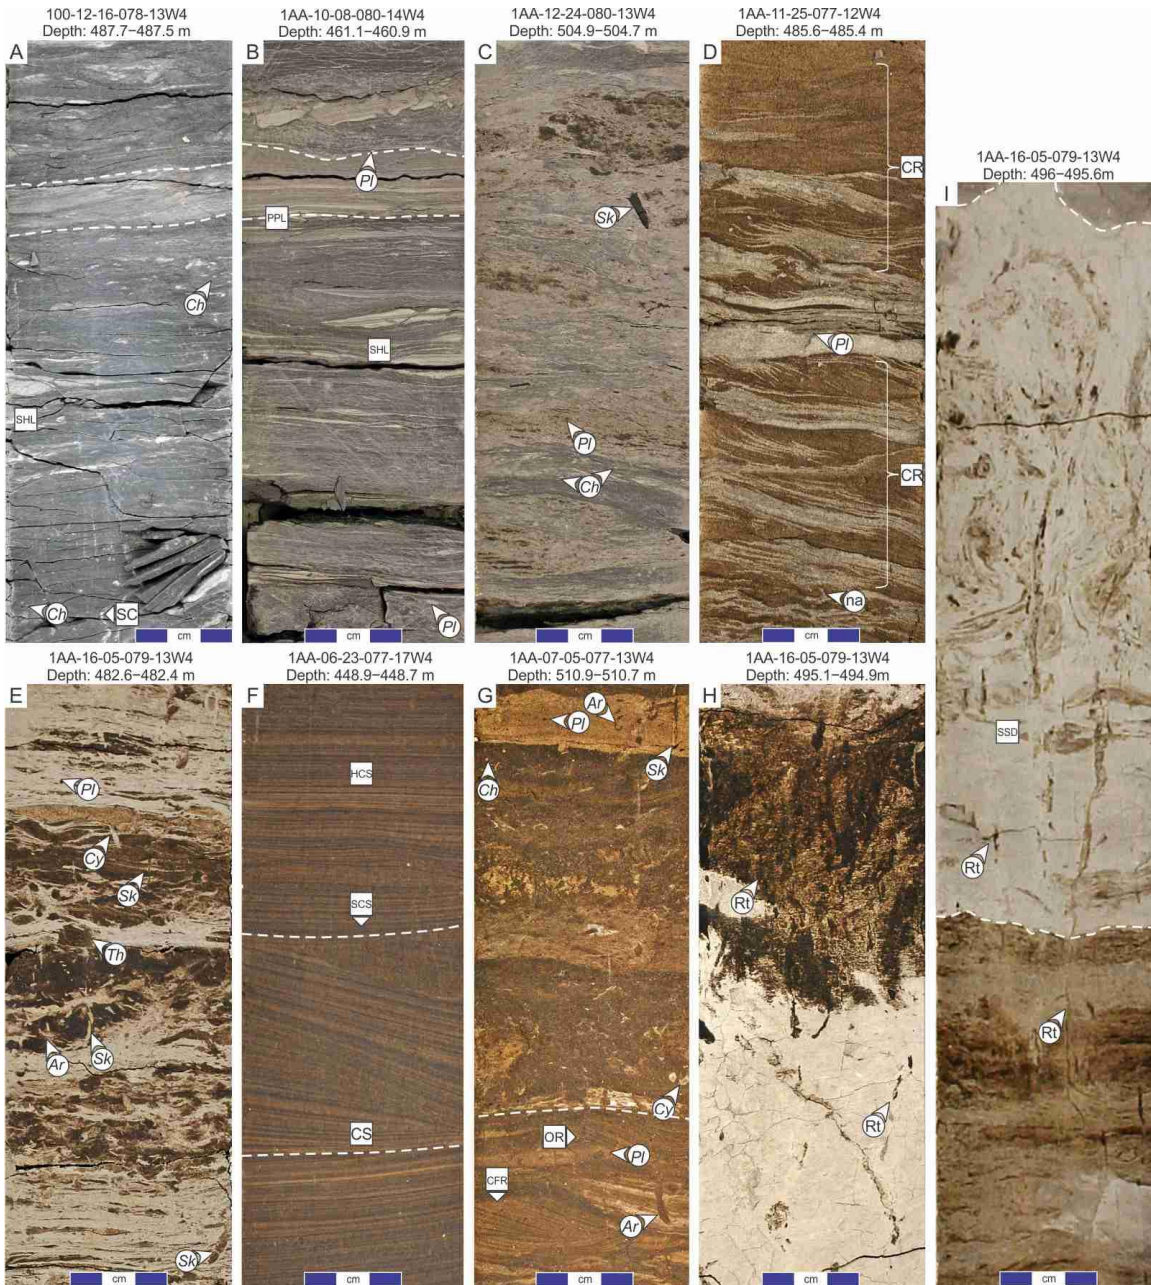 100-12-16-078-13W4
Depth: 487.7–487.5 m
A
Ch
SHL
Ch
SC
cm
1AA-10-08-080-14W4
Depth: 461.1–460.9 m
B
Pl
PPL
SHL
Pl
cm
1AA-12-24-080-13W4
Depth: 504.9–504.7 m
C
Sk
Pl
Ch
cm
1AA-11-25-077-12W4
Depth: 485.6–485.4 m
D
CR
Pl
CR
na
cm
1AA-16-05-079-13W4
Depth: 482.6–482.4 m
E
Pl
Cy
Sk
Th
Ar
Sk
Sk
cm
1AA-06-23-077-17W4
Depth: 448.9–448.7 m
F
HCS
SCS
CS
cm
1AA-07-05-077-13W4
Depth: 510.9–510.7 m
G
Ar
Pl
Sk
Ch
Cy
OR
Pl
CFR
Ar
cm
1AA-16-05-079-13W4
Depth: 495.1–494.9m
H
Rt
Rt
cm
1AA-16-05-079-13W4
Depth: 496–495.6m
I
SSD
Rt
Rt
cm